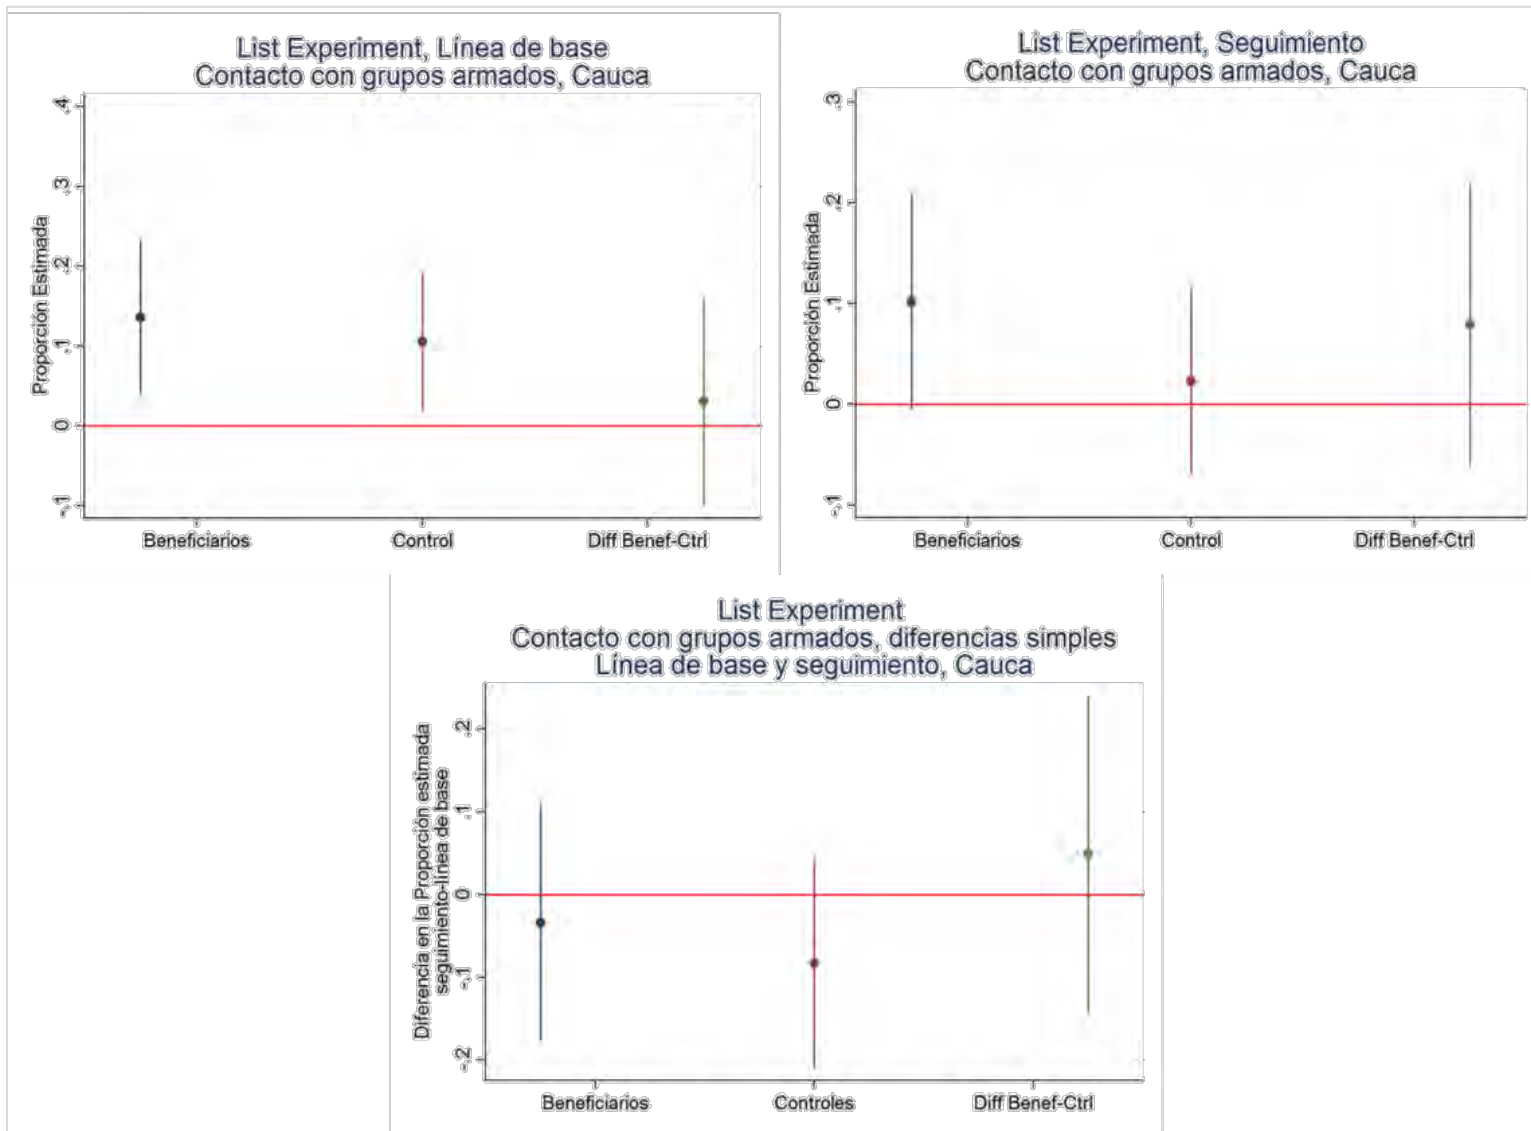 List Experiment, Línea de base
Contacto con grupos armados, Cauca
Proporción Estimada
.4
.3
.2
.1
0
-.1
Beneficiarios
Control
Diff Benef-Ctrl
List Experiment, Seguimiento
Contacto con grupos armados, Cauca
Proporción Estimada
.3
.2
.1
0
-.1
Beneficiarios
Control
Diff Benef-Ctrl
List Experiment
Contacto con grupos armados, diferencias simples
Línea de base y seguimiento, Cauca
Diferencia en la Proporción estimada
seguimiento-línea de base
.2
.1
0
-.1
-.2
Beneficiarios
Controles
Diff Benef-Ctrl